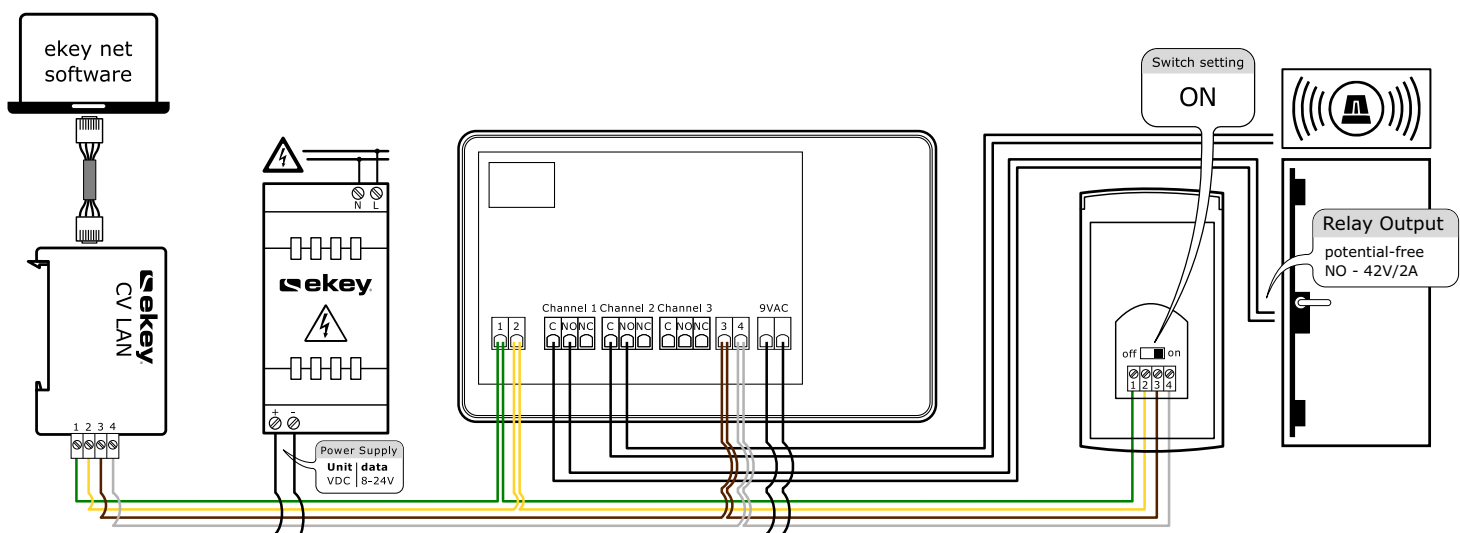 ekey net
software
Switch setting
ON
N L
Relay Output
potential-free
NO - 42V/2A
ekey
CV LAN
ekey
Channel 1 Channel 2 Channel 3 9VAC
1 2 C NO NC C NO NC C NO NC 3 4
off on
1 2 3 4
+ -
1 2 3 4
Power Supply
Unit data
VDC 8-24V